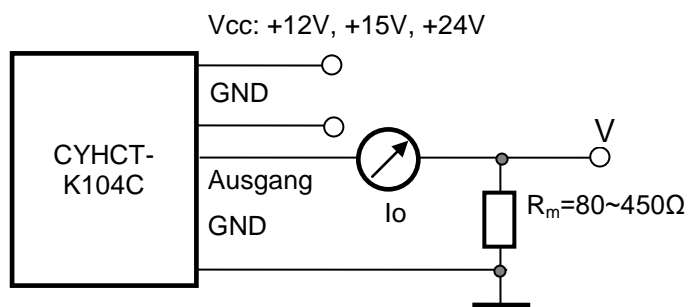 Vcc: +12V, +15V, +24V
GND
CYHCT-
K104C
Ausgang
GND
Io
V
Rm=80~450Ω